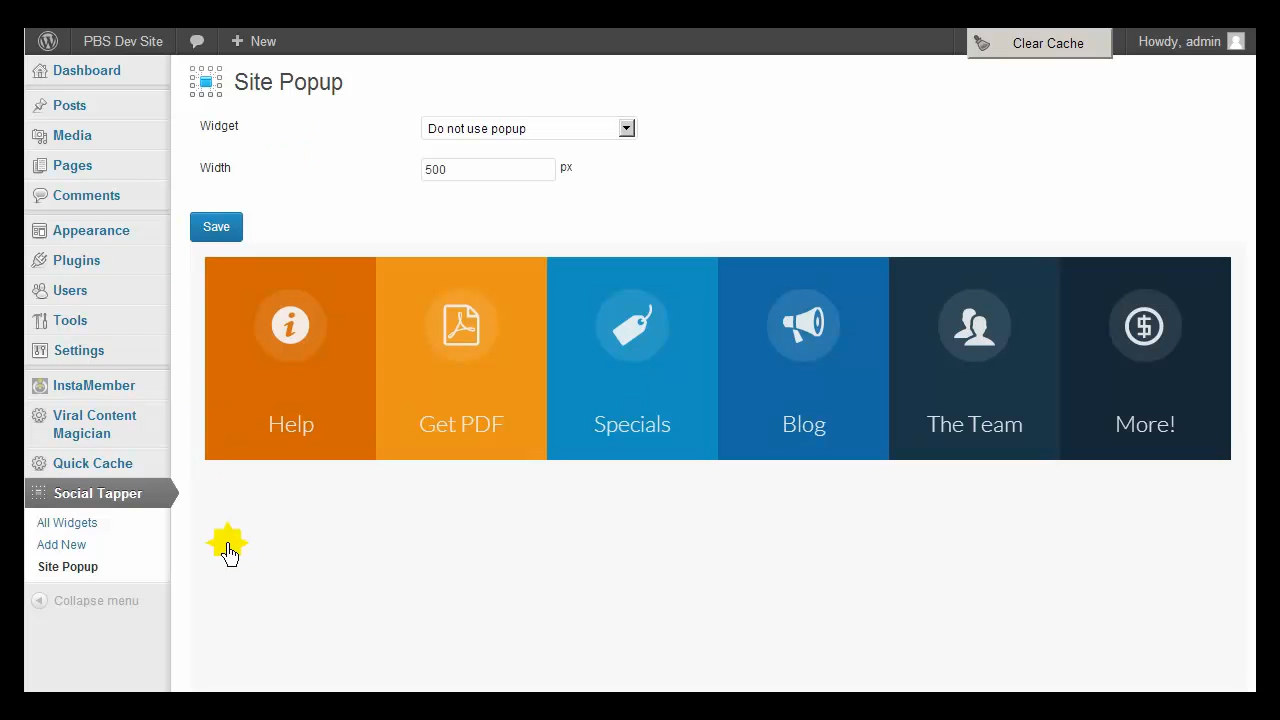 PBS Dev Site
New
Clear Cache
Howdy, admin
Dashboard
Posts
Media
Pages
Comments
Appearance
Plugins
Users
Tools
Settings
InstaMember
Viral Content
Magician
Quick Cache
Social Tapper
All Widgets
Add New
Site Popup
Collapse menu
Site Popup
Widget
Do not use popup
Width
500
px
Save
Help
Get PDF
Specials
Blog
The Team
More!